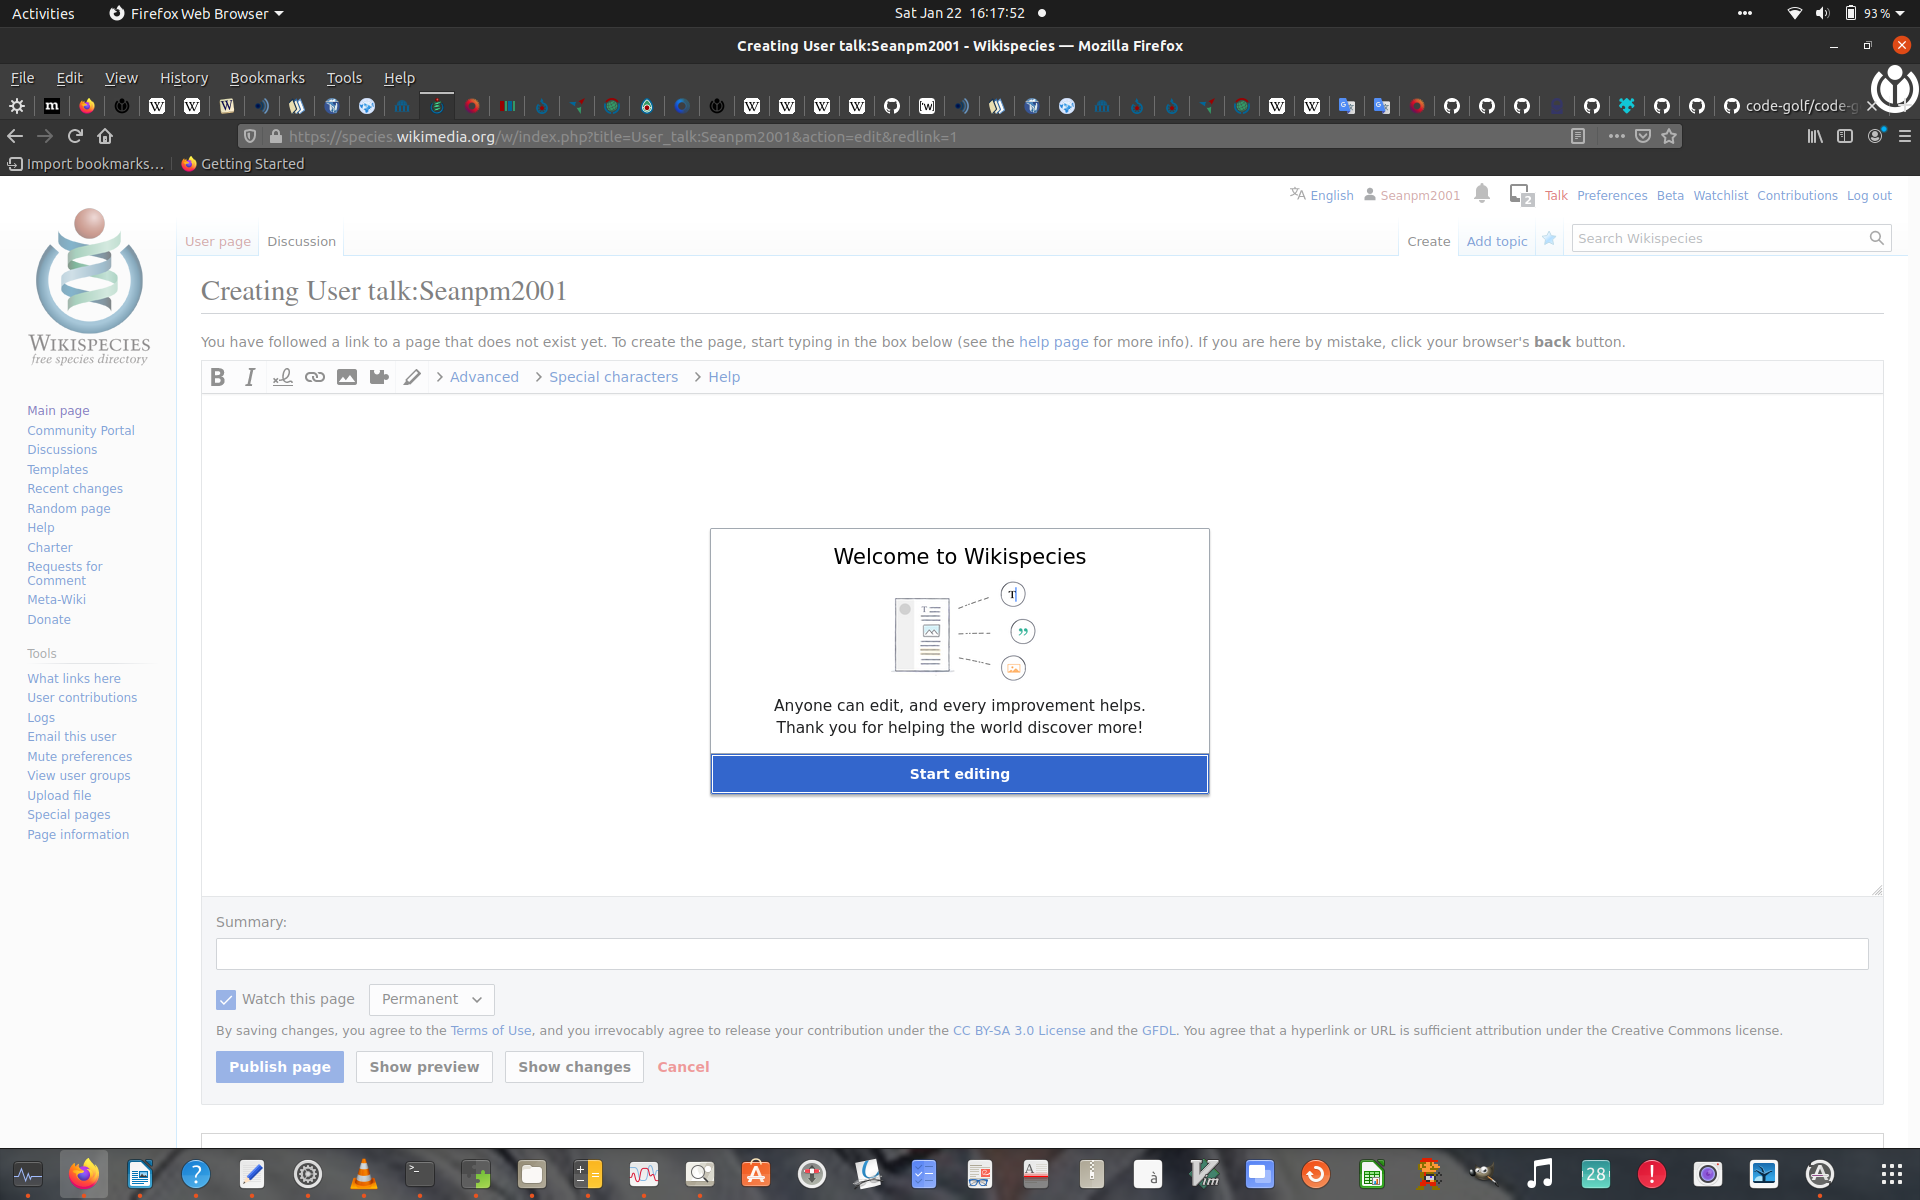 Activities
Firefox Web Browser
Sat Jan 22 16:17:52
93 %
Creating User talk:Seanpm2001 - Wikispecies — Mozilla Firefox
File Edit View History Bookmarks Tools Help
code-golf/code-g
https://species.wikimedia.org/w/index.php?title=User_talk:Seanpm2001&action=edit&redlink=1
Import bookmarks...
Getting Started
English Seanpm2001 2 Talk Preferences Beta Watchlist Contributions Log out
User page Discussion
Create Add topic
Search Wikispecies
WIKISPECIES
free species directory
Main page
Community Portal
Discussions
Templates
Recent changes
Random page
Help
Charter
Requests for
Comment
Meta-Wiki
Donate
Tools
What links here
User contributions
Logs
Email this user
Mute preferences
View user groups
Upload file
Special pages
Page information
Creating User talk:Seanpm2001
You have followed a link to a page that does not exist yet. To create the page, start typing in the box below (see the help page for more info). If you are here by mistake, click your browser's back button.
B I Advanced Special characters Help
Welcome to Wikispecies
Anyone can edit, and every improvement helps.
Thank you for helping the world discover more!
Start editing
Summary:
Watch this page Permanent
By saving changes, you agree to the Terms of Use, and you irrevocably agree to release your contribution under the CC BY-SA 3.0 License and the GFDL. You agree that a hyperlink or URL is sufficient attribution under the Creative Commons license.
Publish page Show preview Show changes Cancel
28